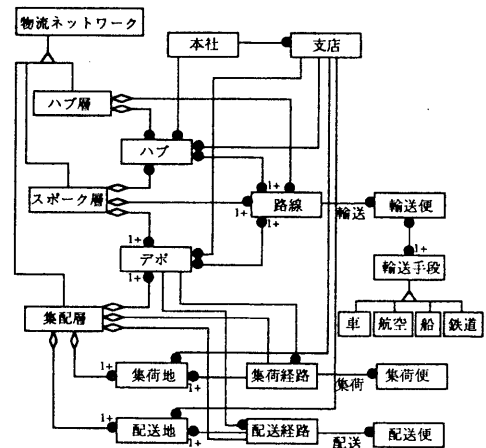 物流ネットワーク
本社
支店
ハブ層
ハブ
1+
1+
スポーク層
路線
輸送
輸送便
1+
1+
1+
デポ
1+
輸送手段
1+
集配層
車
航空
船
鉄道
1+
集荷地
1+
集荷経路
集荷
集荷便
1+
配送地
1+
配送経路
配送
配送便